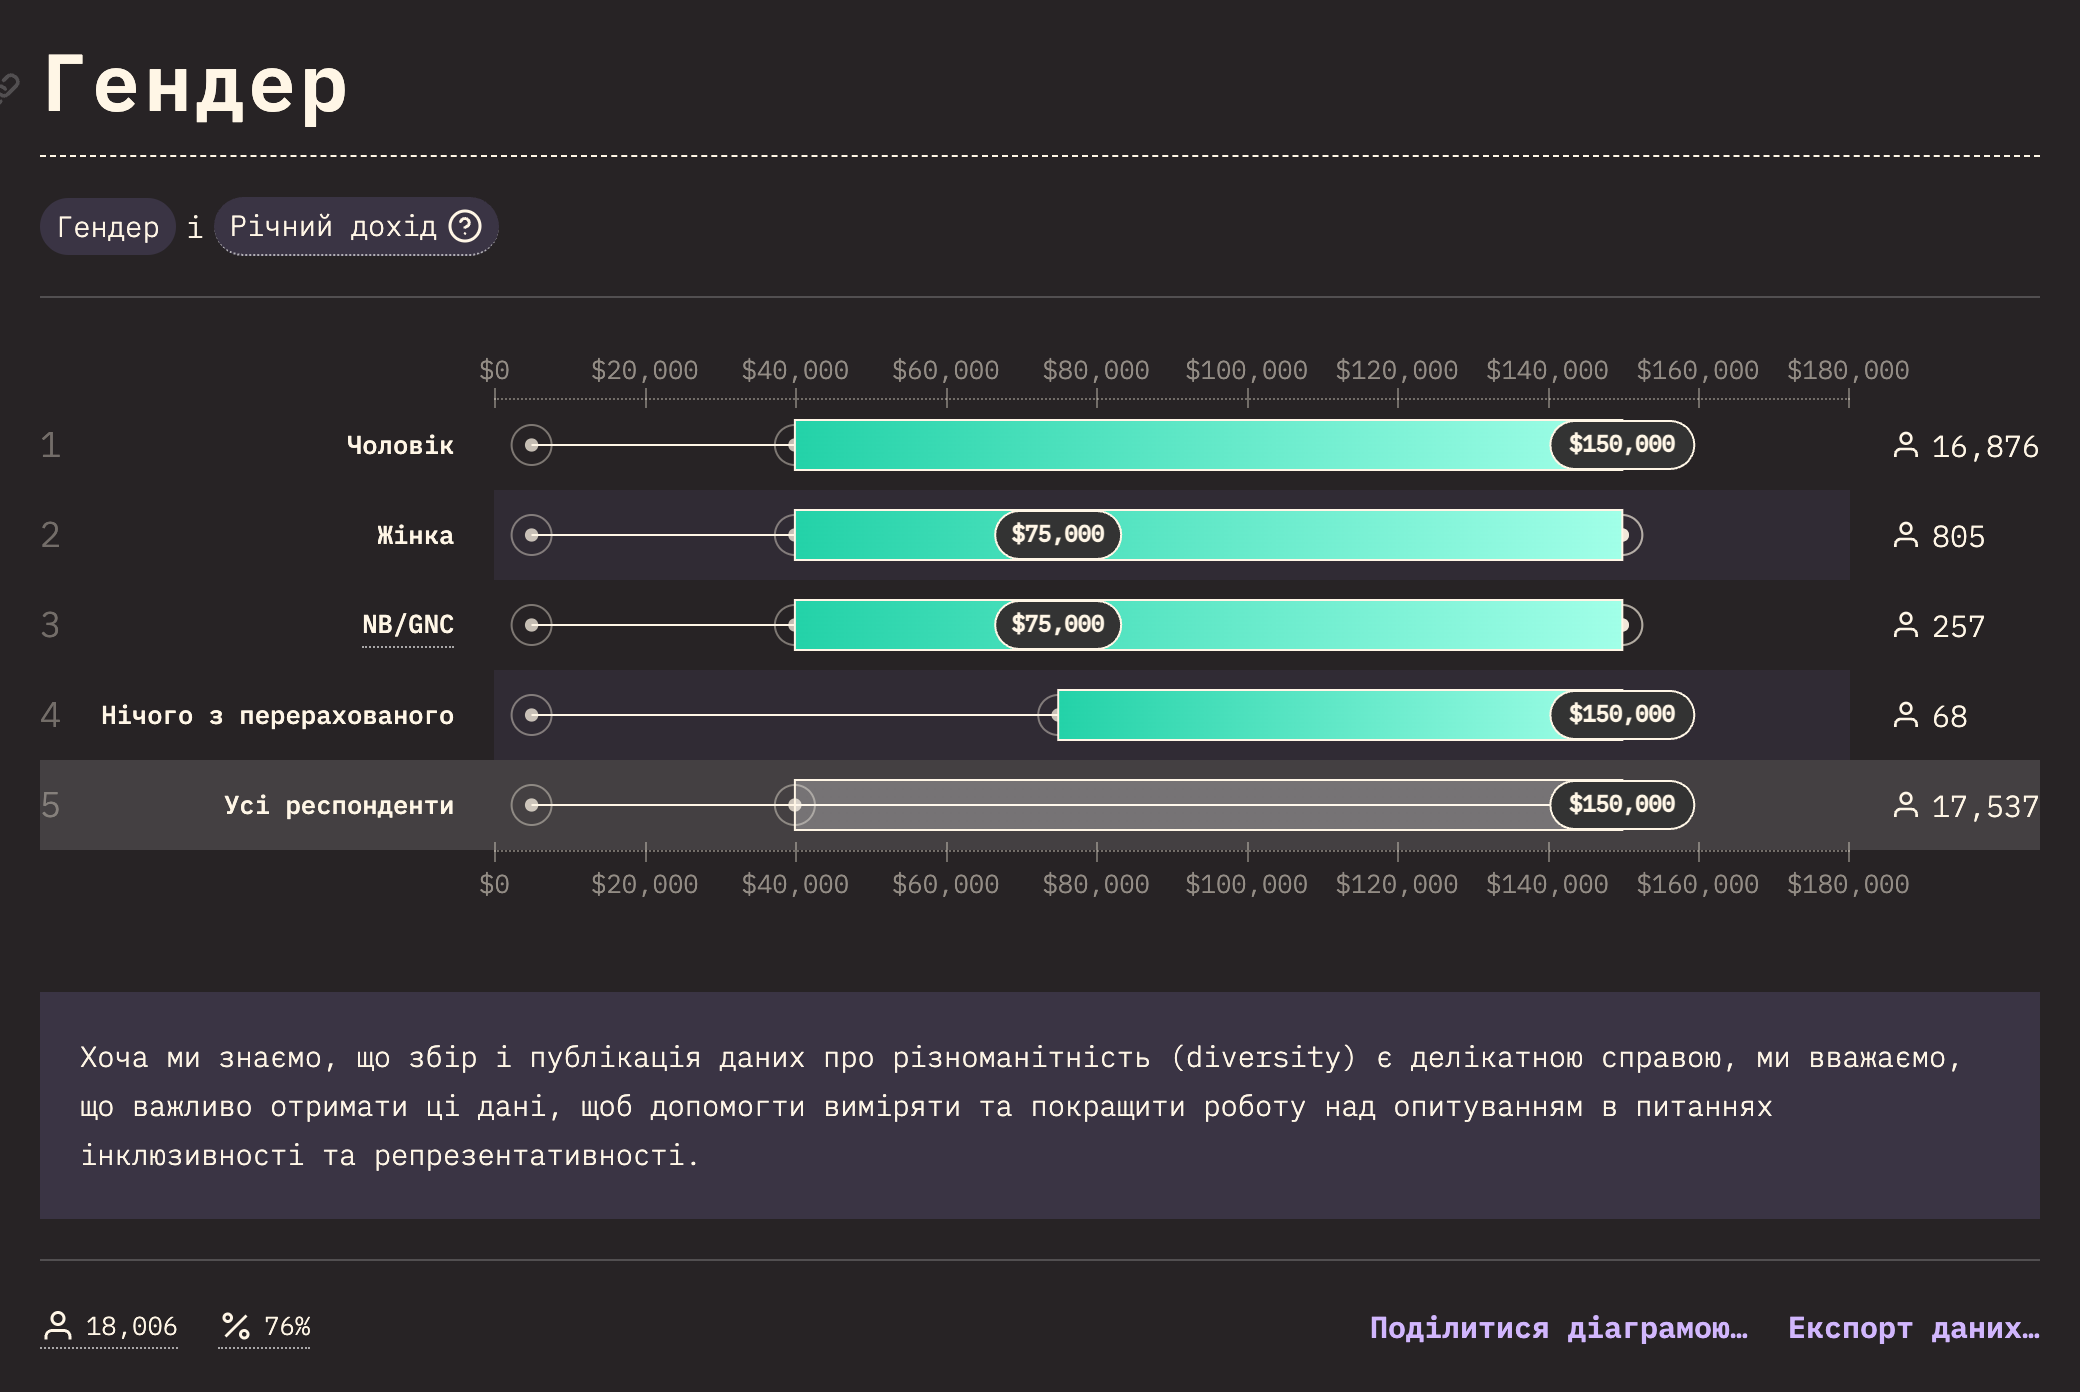 Гендер
Гендер і Річний дохід
$0 $20,000 $40,000 $60,000 $80,000 $100,000 $120,000 $140,000 $160,000 $180,000
1 Чоловік $150,000 16,876
2 Жінка $75,000 805
3 NB/GNC $75,000 257
4 Нічого з перерахованого $150,000 68
5 Усі респонденти $150,000 17,537
$0 $20,000 $40,000 $60,000 $80,000 $100,000 $120,000 $140,000 $160,000 $180,000
Хоча ми знаємо, що збір і публікація даних про різноманітність (diversity) є делікатною справою, ми вважаємо,
що важливо отримати ці дані, щоб допомогти виміряти та покращити роботу над опитуванням в питаннях
інклюзивності та репрезентативності.
18,006 76% Поділитися діаграмою… Експорт даних…